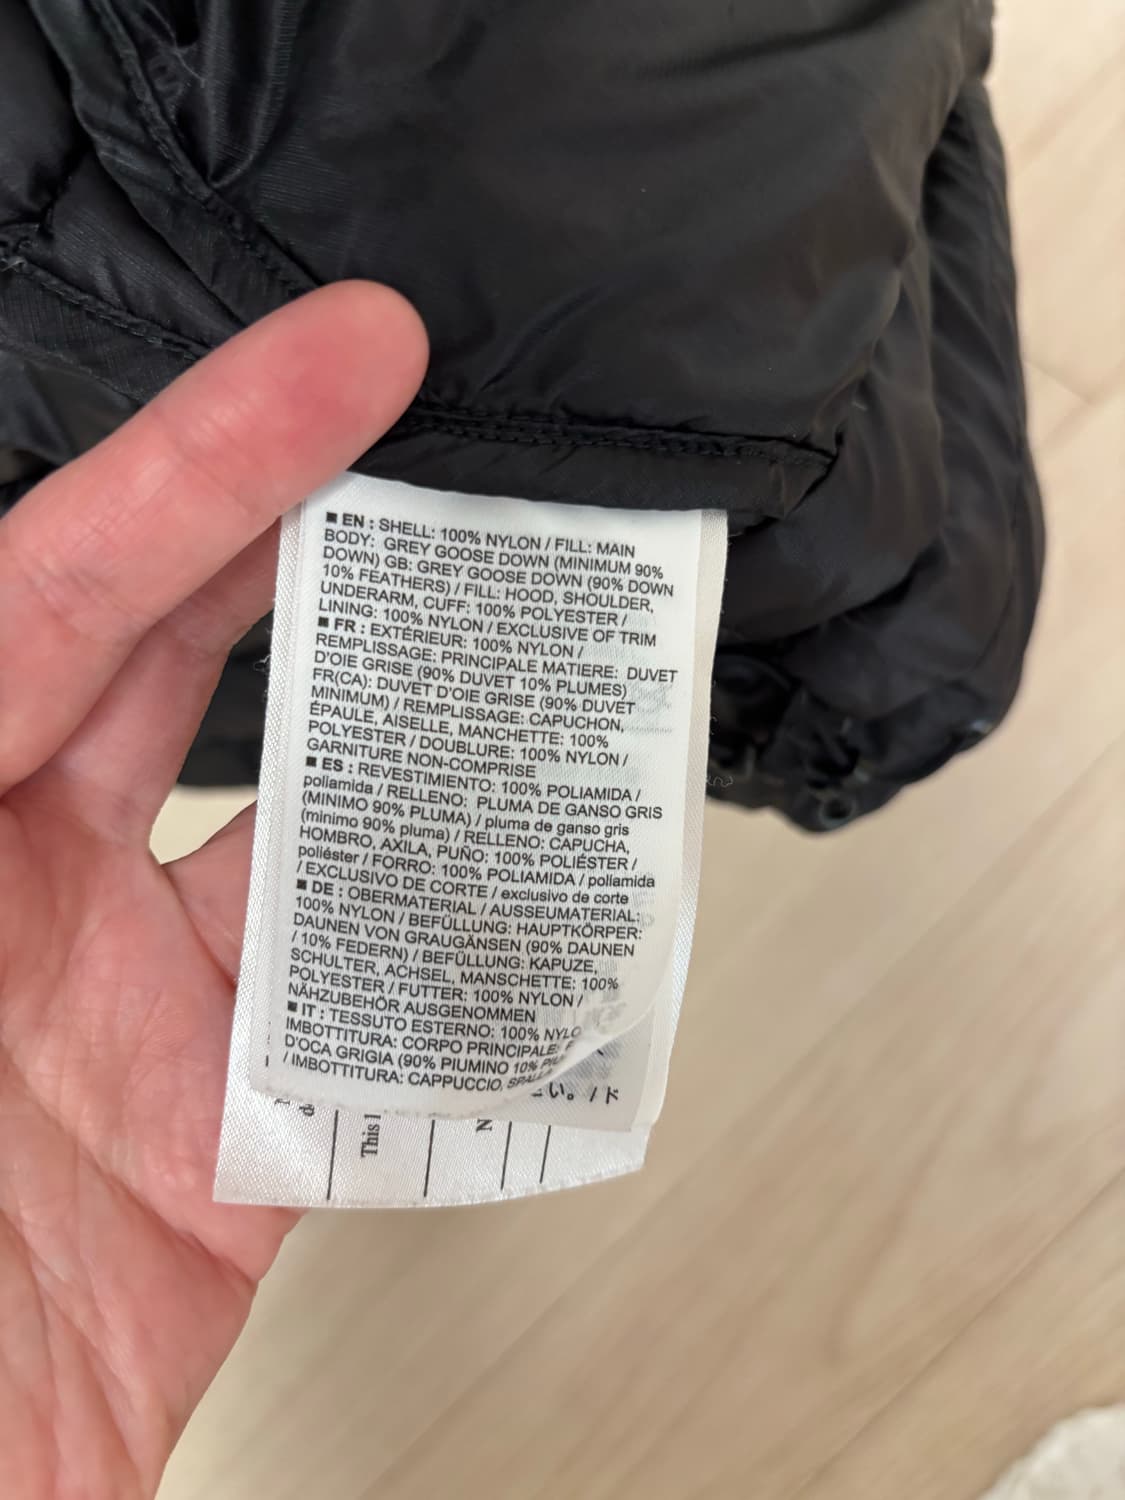 ■ EN : SHELL: 100% NYLON / FILL: MAIN
BODY: GREY GOOSE DOWN (MINIMUM 90%
DOWN) GB: GREY GOOSE DOWN (90% DOWN
10% FEATHERS) / FILL: HOOD, SHOULDER,
UNDERARM, CUFF: 100% POLYESTER /
LINING: 100% NYLON / EXCLUSIVE OF TRIM
■ FR : EXTÉRIEUR: 100% NYLON /
REMPLISSAGE: PRINCIPALE MATIERE: DUVET
D'OIE GRISE (90% DUVET 10% PLUMES)
FR(CA): DUVET D'OIE GRISE (90% DUVET
MINIMUM) / REMPLISSAGE: CAPUCHON,
ÉPAULE, AISELLE, MANCHETTE: 100%
POLYESTER / DOUBLURE: 100% NYLON /
GARNITURE NON-COMPRISE
■ ES : REVESTIMIENTO: 100% POLIAMIDA /
poliamida / RELLENO: PLUMA DE GANSO GRIS
(MINIMO 90% PLUMA) / pluma de ganso gris
(minimo 90% pluma) / RELLENO: CAPUCHA,
HOMBRO, AXILA, PUÑO: 100% POLIÉSTER /
poliéster / FORRO: 100% POLIAMIDA / poliamida
/ EXCLUSIVO DE CORTE / exclusivo de corte
■ DE : OBERMATERIAL / AUSSEUMATERIAL:
100% NYLON / BEFÜLLUNG: HAUPTKÖRPER:
DAUNEN VON GRAUGÄNSEN (90% DAUNEN
/ 10% FEDERN) / BEFÜLLUNG: KAPUZE,
SCHULTER, ACHSEL, MANSCHETTE: 100%
POLYESTER / FUTTER: 100% NYLON /
NÄHZUBEHÖR AUSGENOMMEN
■ IT : TESSUTO ESTERNO: 100% NYLO
IMBOTTITURA: CORPO PRINCIPALE:
D'OCA GRIGIA (90% PIUMINO 10%
/ IMBOTTITURA: CAPPUCCIO,
い。/ ド
This
N